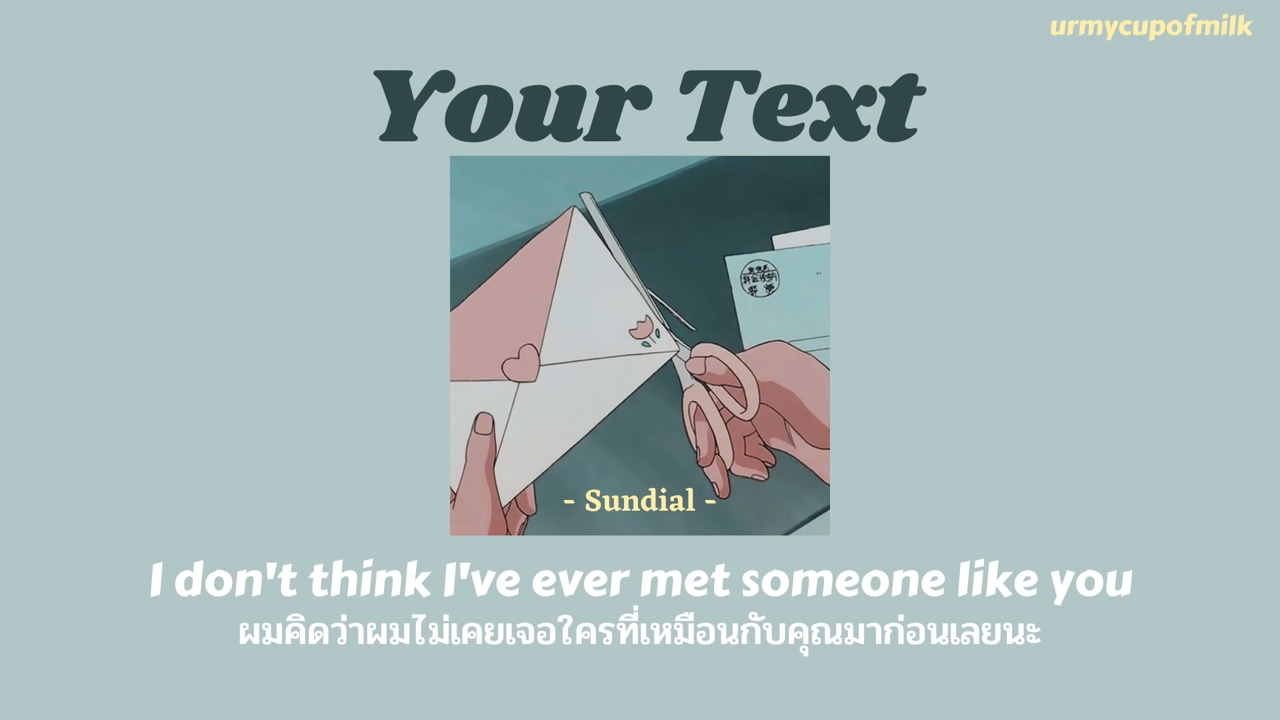 urmycupofmilk
Your Text
- Sundial -
I don't think I've ever met someone like you
ผมคิดว่าผมไม่เคยเจอใครที่เหมือนกับคุณมาก่อนเลยนะ